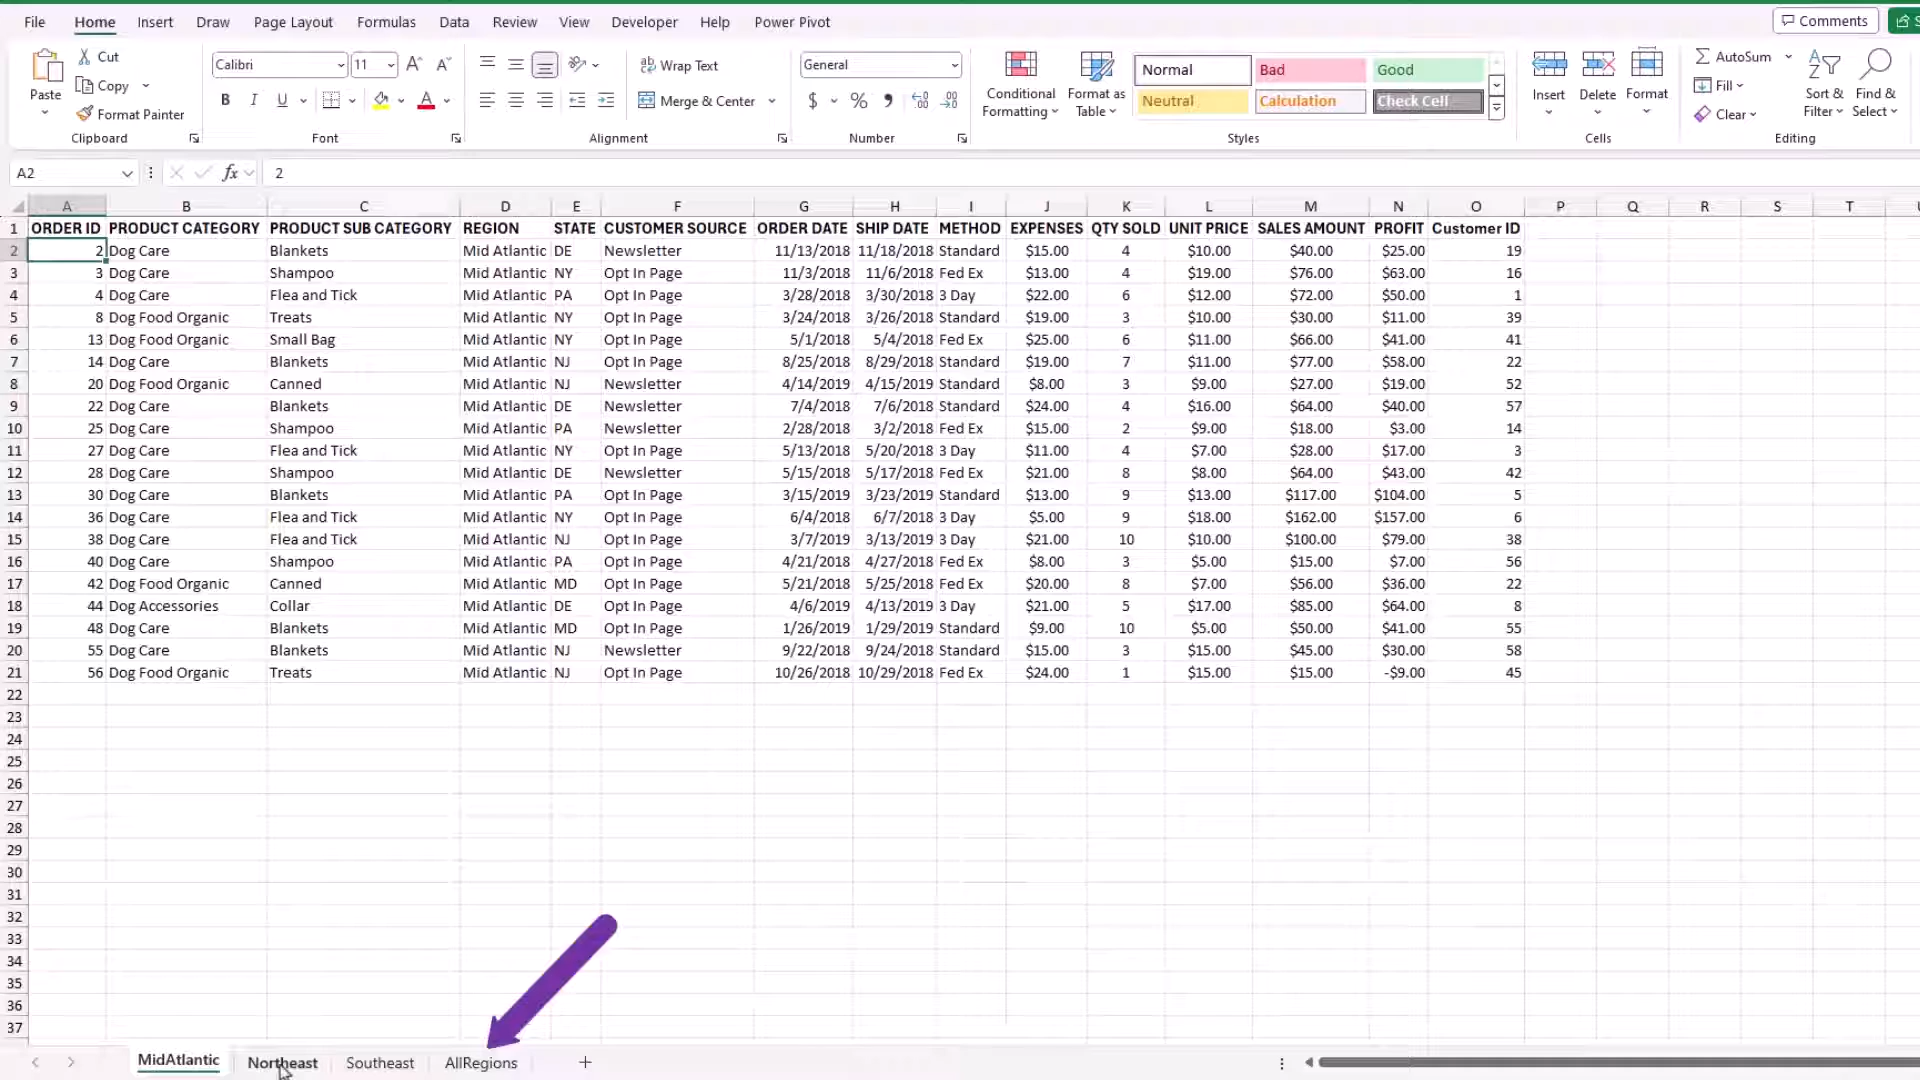 File Home Insert Draw Page Layout Formulas Data Review View Developer Help Power Pivot Comments
Cut Calibri 11 Wrap Text General Normal Bad Good AutoSum
Copy Fill
Paste Conditional Format as Insert Delete Format Sort & Find &
B I U Merge & Center $ % Neutral Calculation Check Cell
Format Painter Formatting Table Clear Filter Select
Clipboard Font Alignment Number Styles Cells Editing
A2 fx 2
A B C D E F G H I J K L M N O P Q R S T
1 ORDER ID PRODUCT CATEGORY PRODUCT SUB CATEGORY REGION STATE CUSTOMER SOURCE ORDER DATE SHIP DATE METHOD EXPENSES QTY SOLD UNIT PRICE SALES AMOUNT PROFIT Customer ID
2 2 Dog Care Blankets Mid Atlantic DE Newsletter 11/13/2018 11/18/2018 Standard $15.00 4 $10.00 $40.00 $25.00 19
3 3 Dog Care Shampoo Mid Atlantic NY Opt In Page 11/3/2018 11/6/2018 Fed Ex $13.00 4 $19.00 $76.00 $63.00 16
4 4 Dog Care Flea and Tick Mid Atlantic PA Opt In Page 3/28/2018 3/30/2018 3 Day $22.00 6 $12.00 $72.00 $50.00 1
5 8 Dog Food Organic Treats Mid Atlantic NY Opt In Page 3/24/2018 3/26/2018 Standard $19.00 3 $10.00 $30.00 $11.00 39
6 13 Dog Food Organic Small Bag Mid Atlantic NY Opt In Page 5/1/2018 5/4/2018 Fed Ex $25.00 6 $11.00 $66.00 $41.00 41
7 14 Dog Care Blankets Mid Atlantic NJ Opt In Page 8/25/2018 8/29/2018 Standard $19.00 7 $11.00 $77.00 $58.00 22
8 20 Dog Food Organic Canned Mid Atlantic NJ Newsletter 4/14/2019 4/15/2019 Standard $8.00 3 $9.00 $27.00 $19.00 52
9 22 Dog Care Blankets Mid Atlantic DE Newsletter 7/4/2018 7/6/2018 Standard $24.00 4 $16.00 $64.00 $40.00 57
10 25 Dog Care Shampoo Mid Atlantic PA Newsletter 2/28/2018 3/2/2018 Fed Ex $15.00 2 $9.00 $18.00 $3.00 14
11 27 Dog Care Flea and Tick Mid Atlantic NY Opt In Page 5/13/2018 5/20/2018 3 Day $11.00 4 $7.00 $28.00 $17.00 3
12 28 Dog Care Shampoo Mid Atlantic DE Newsletter 5/15/2018 5/17/2018 Fed Ex $21.00 8 $8.00 $64.00 $43.00 42
13 30 Dog Care Blankets Mid Atlantic PA Opt In Page 3/15/2019 3/23/2019 Standard $13.00 9 $13.00 $117.00 $104.00 5
14 36 Dog Care Flea and Tick Mid Atlantic NY Opt In Page 6/4/2018 6/7/2018 3 Day $5.00 9 $18.00 $162.00 $157.00 6
15 38 Dog Care Flea and Tick Mid Atlantic NJ Opt In Page 3/7/2019 3/13/2019 3 Day $21.00 10 $10.00 $100.00 $79.00 38
16 40 Dog Care Shampoo Mid Atlantic PA Opt In Page 4/21/2018 4/27/2018 Fed Ex $8.00 3 $5.00 $15.00 $7.00 56
17 42 Dog Food Organic Canned Mid Atlantic MD Opt In Page 5/21/2018 5/25/2018 Fed Ex $20.00 8 $7.00 $56.00 $36.00 22
18 44 Dog Accessories Collar Mid Atlantic DE Opt In Page 4/6/2019 4/13/2019 3 Day $21.00 5 $17.00 $85.00 $64.00 8
19 48 Dog Care Blankets Mid Atlantic MD Opt In Page 1/26/2019 1/29/2019 Standard $9.00 10 $5.00 $50.00 $41.00 55
20 55 Dog Care Blankets Mid Atlantic NJ Newsletter 9/22/2018 9/24/2018 Standard $15.00 3 $15.00 $45.00 $30.00 58
21 56 Dog Food Organic Treats Mid Atlantic NJ Opt In Page 10/26/2018 10/29/2018 Fed Ex $24.00 1 $15.00 $15.00 -$9.00 45
22
23
24
25
26
27
28
29
30
31
32
33
34
35
36
37
MidAtlantic Northeast Southeast AllRegions +